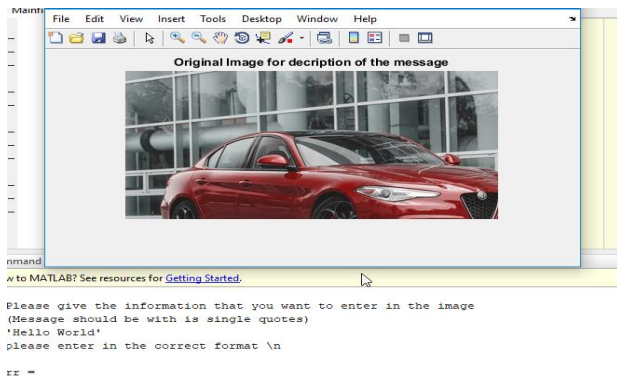 Mainfi
File Edit View Insert Tools Desktop Window Help
Original Image for decription of the message
mmand
w to MATLAB? See resources for Getting Started.
Please give the information that you want to enter in the image
(Message should be with is single quotes)
'Hello World'
please enter in the correct format \n
rr =